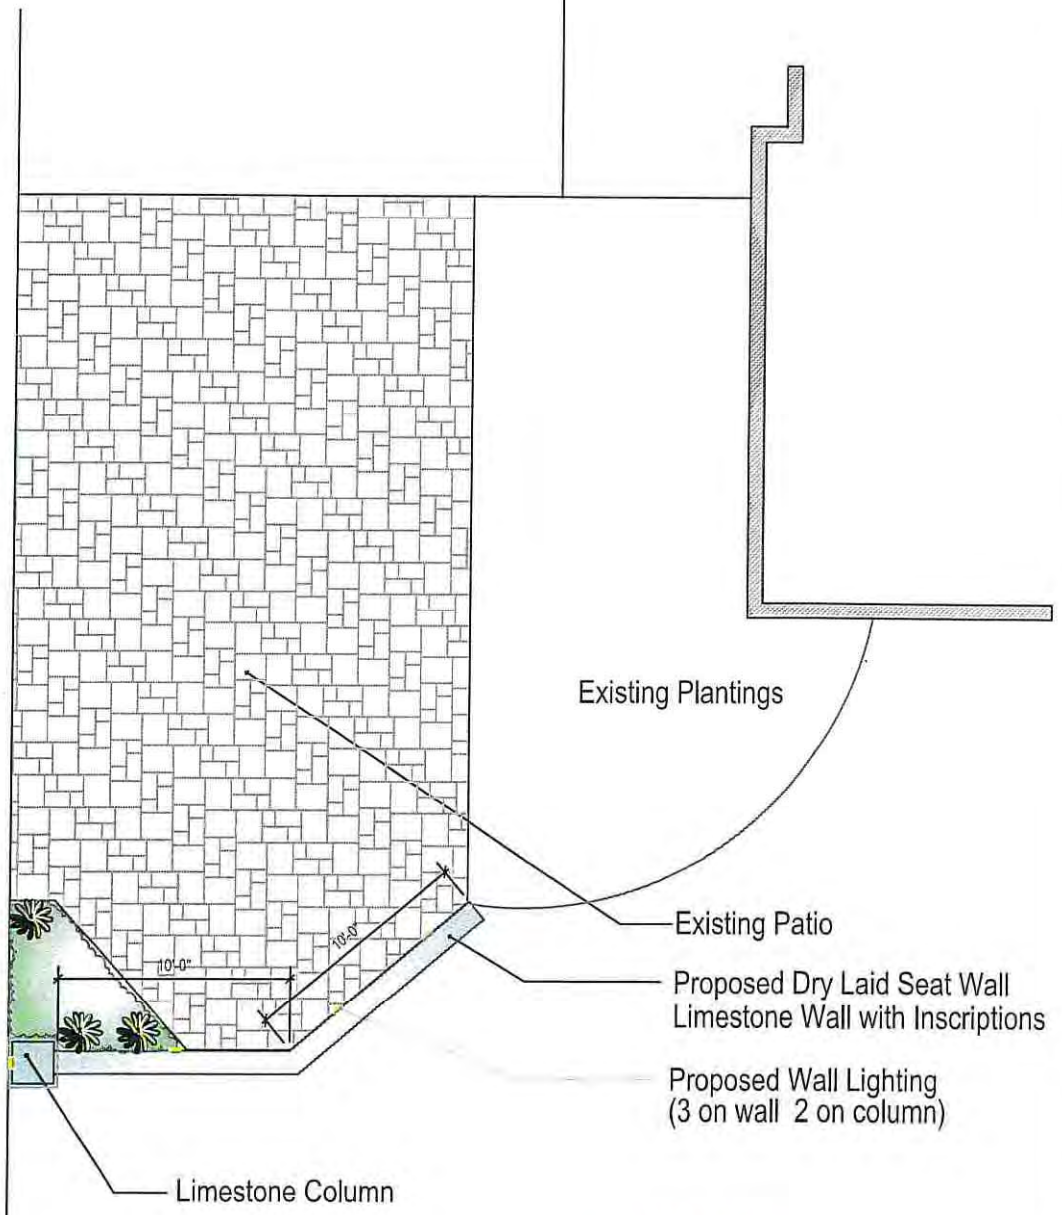 Existing Plantings
10'-0"
Existing Patio
10'-0"
Proposed Dry Laid Seat Wall
Limestone Wall with Inscriptions
Proposed Wall Lighting
(3 on wall 2 on column)
Limestone Column